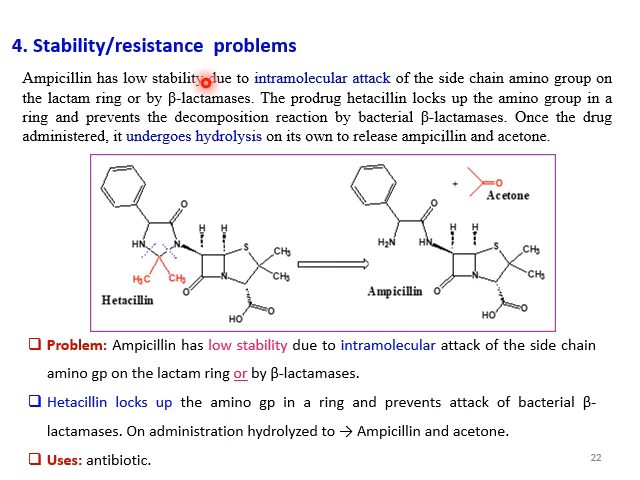 4. Stability/resistance problems
Ampicillin has low stability due to intramolecular attack of the side chain amino group on
the lactam ring or by β-lactamases. The prodrug hetacillin locks up the amino group in a
ring and prevents the decomposition reaction by bacterial β-lactamases. Once the drug
administered, it undergoes hydrolysis on its own to release ampicillin and acetone.
+ O
Acetone
O
O
H H
H H
HN N
S
CH3
H2N HN
S
CH3
H3C CH3
N
CH3
N
CH3
O
O
Hetacillin
Ampicillin
O
O
HO
HO
Problem: Ampicillin has low stability due to intramolecular attack of the side chain
amino gp on the lactam ring or by β-lactamases.
Hetacillin locks up the amino gp in a ring and prevents attack of bacterial β-
lactamases. On administration hydrolyzed to → Ampicillin and acetone.
Uses: antibiotic.
22